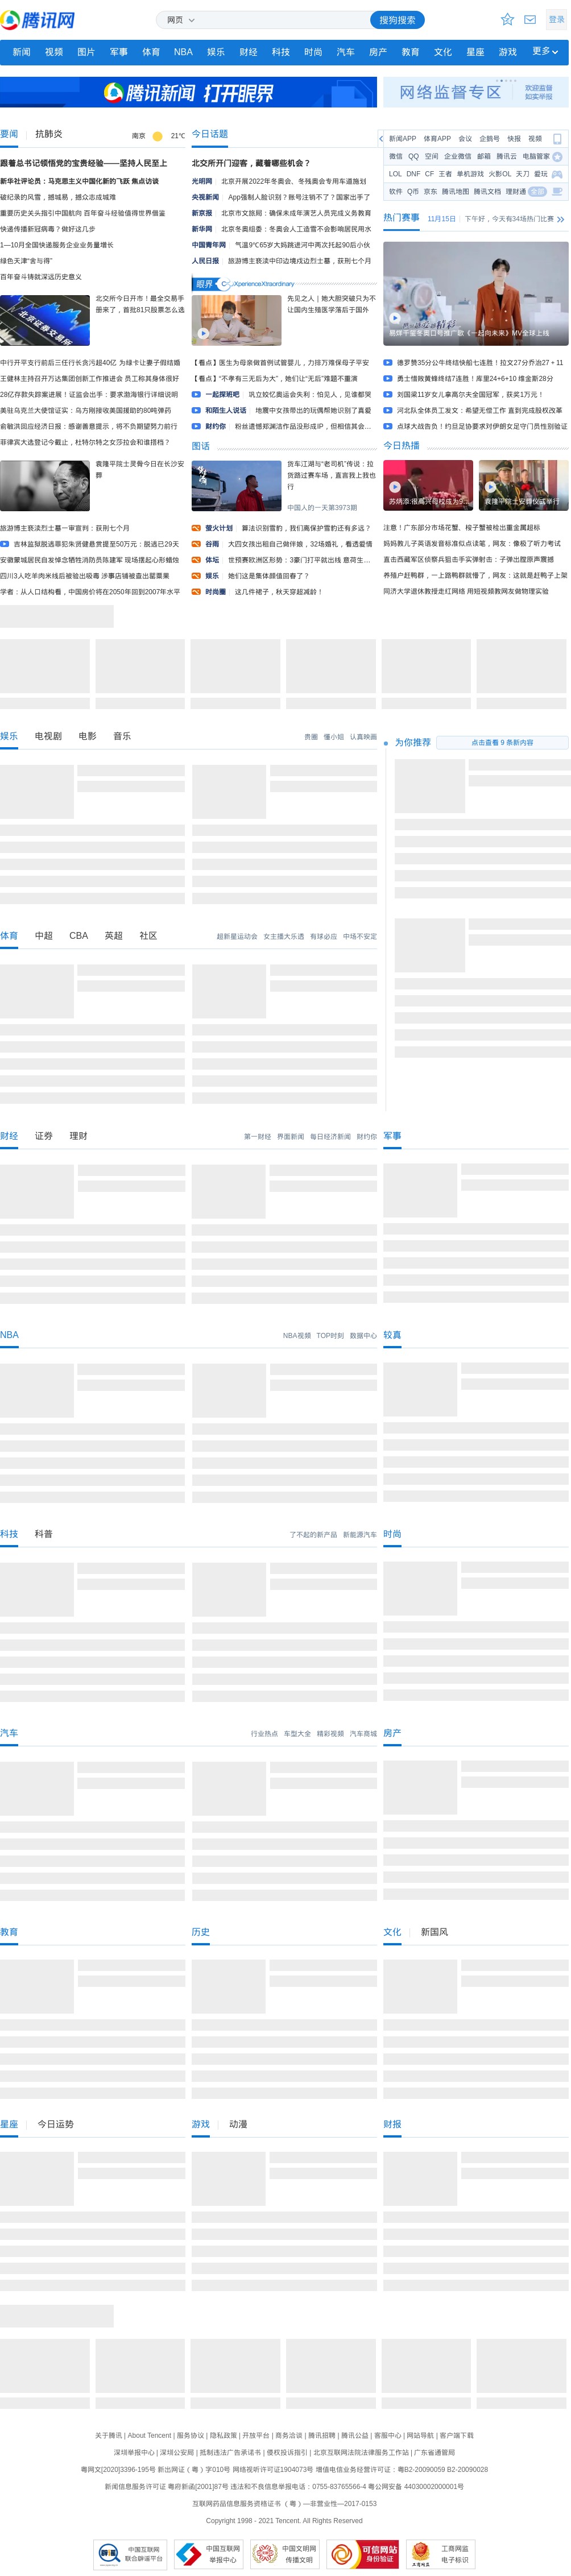 腾讯网
网页
搜狗搜索
登录
新闻 视频 图片 军事 体育 NBA 娱乐 财经 科技 时尚 汽车 房产 教育 文化 星座 游戏 更多
腾讯新闻 打开眼界
网络监督专区
欢迎监督
如实举报
要闻 抗肺炎
南京 21℃
跟着总书记领悟党的宝贵经验——坚持人民至上
新华社评论员：马克思主义中国化新的飞跃 焦点访谈
破纪录的风雪，撼城易，撼众志成城难
重要历史关头指引中国航向 百年奋斗经验值得世界借鉴
快递传播新冠病毒？做好这几步
1—10月全国快递服务企业业务量增长
绿色天津"舍与得"
百年奋斗铸就深远历史意义
北交所今日开市！最全交易手册来了，首批81只股票怎么选
中行开平支行前后三任行长贪污超40亿 为绿卡让妻子假结婚
王健林主持召开万达集团创新工作推进会 员工称其身体很好
28亿存款失踪案进展！证监会出手：要求渤海银行详细说明
美驻乌克兰大使馆证实：乌方刚接收美国援助的80吨弹药
俞敏洪回应经济日报：感谢善意提示，将不负期望努力前行
菲律宾大选登记今截止，杜特尔特之女莎拉会和谁搭档？
袁隆平院士灵骨今日在长沙安葬
旅游博主亵渎烈士墓一审宣判：获刑七个月
吉林监狱脱逃罪犯朱贤健悬赏提至50万元：脱逃已29天
安徽蒙城居民自发悼念牺牲消防员陈建军 现场摆起心形蜡烛
四川3人吃羊肉米线后被验出吸毒 涉事店铺被查出罂粟果
学者：从人口结构看，中国房价将在2050年回到2007年水平
今日话题
北交所开门迎客，藏着哪些机会？
光明网 北京开展2022年冬奥会，冬残奥会专用车道施划
央视新闻 App强制人脸识别？账号注销不了？国家出手了
新京报 北京市文旅局：确保未成年演艺人员完成义务教育
新华网 北京冬奥组委：冬奥会人工造雪不会影响居民用水
中国青年网 气温9℃65岁大妈跳进河中两次托起90后小伙
人民日报 旅游博主亵渎中印边境戍边烈士墓，获刑七个月
眼界
先见之人｜她大胆突破只为不让国内生殖医学落后于国外
【看点】医生为母亲做首例试管婴儿，力排万难保母子平安
【看点】"不孝有三无后为大"，她们让"无后"难题不重演
一起探班吧 巩立姣忆奥运会失利：怕见人，见谁都哭
和陌生人说话 地震中女孩带出的玩偶帮她识别了真爱
财约你 粉丝遗憾郑渊洁作品没形成IP，但相信其会...
图话
货车江湖与"老司机"传说：拉货路过赛车场，直言我上我也行
中国人的一天第3973期
萤火计划 算法识别雪豹，我们离保护雪豹还有多远？
谷雨 大四女孩出租自己做伴娘，32场婚礼，看透爱情
体坛 世预赛欧洲区形势：3豪门打平就出线 意荷生...
娱乐 她们这是集体颜值回春了？
时尚圈 这几件裙子，秋天穿超减龄！
新闻APP 体育APP 会议 企鹅号 快报 视频
微信 QQ 空间 企业微信 邮箱 腾讯云 电脑管家
LOL DNF CF 王者 单机游戏 火影OL 天刀 爱玩
软件 Q币 京东 腾讯地图 腾讯文档 理财通 全部
热门赛事 11月15日 下午好，今天有34场热门比赛
易烊千玺冬奥口号推广歌《一起向未来》MV全球上线
德罗赞35分公牛终结快船七连胜！拉文27分乔治27＋11
勇士惜败黄蜂终结7连胜！库里24+6+10 维金斯28分
刘国梁11岁女儿拿高尔夫全国冠军，获奖1万元！
河北队全体员工发文：希望无偿工作 直到完成股权改革
点球大战告负！约旦足协要求对伊朗女足守门员性别验证
今日热播
苏炳添:很高兴母校成为9...
袁隆平院士安葬仪式举行
注意！广东部分市场花蟹、梭子蟹被检出重金属超标
妈妈教儿子英语发音标准似点读笔，网友：像极了听力考试
直击西藏军区侦察兵狙击手实弹射击：子弹出膛原声震撼
养殖户赶鸭群，一上路鸭群就懵了，网友：这就是赶鸭子上架
同济大学退休教授走红网络 用短视频教网友做物理实验
娱乐 电视剧 电影 音乐
贵圈 懂小姐 认真映画
为你推荐 点击查看 9 条新内容
体育 中超 CBA 英超 社区
超新星运动会 女主播大乐透 有球必应 中场不安定
财经 证券 理财
第一财经 界面新闻 每日经济新闻 财约你
军事
NBA
NBA视频 TOP时刻 数据中心
较真
科技 科普
了不起的新产品 新能源汽车
时尚
汽车
行业热点 车型大全 精彩视频 汽车商城
房产
教育
历史
文化 新国风
星座 今日运势
游戏 动漫
财报
关于腾讯 | About Tencent | 服务协议 | 隐私政策 | 开放平台 | 商务洽谈 | 腾讯招聘 | 腾讯公益 | 客服中心 | 网站导航 | 客户端下载
深圳举报中心 | 深圳公安局 | 抵制违法广告承诺书 | 侵权投诉指引 | 北京互联网法院法律服务工作站 | 广东省通管局
粤网文[2020]3396-195号 新出网证（粤）字010号 网络视听许可证1904073号 增值电信业务经营许可证：粤B2-20090059 B2-20090028
新闻信息服务许可证 粤府新函[2001]87号 违法和不良信息举报电话：0755-83765566-4 粤公网安备 44030002000001号
互联网药品信息服务资格证书 （粤）—非营业性—2017-0153
Copyright 1998 - 2021 Tencent. All Rights Reserved
中国互联网
联合辟谣平台
中国互联网
举报中心
中国文明网
传播文明
可信网站
身份验证
工商网监
电子标识